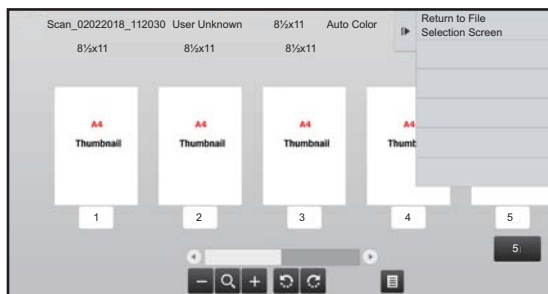 Scan_02022018_112030 User Unknown 8½x11 Auto Color
8½x11 8½x11 8½x11
Return to File
Selection Screen
A4 A4 A4 A4
Thumbnail Thumbnail Thumbnail Thumb
1 2 3 4 5
5